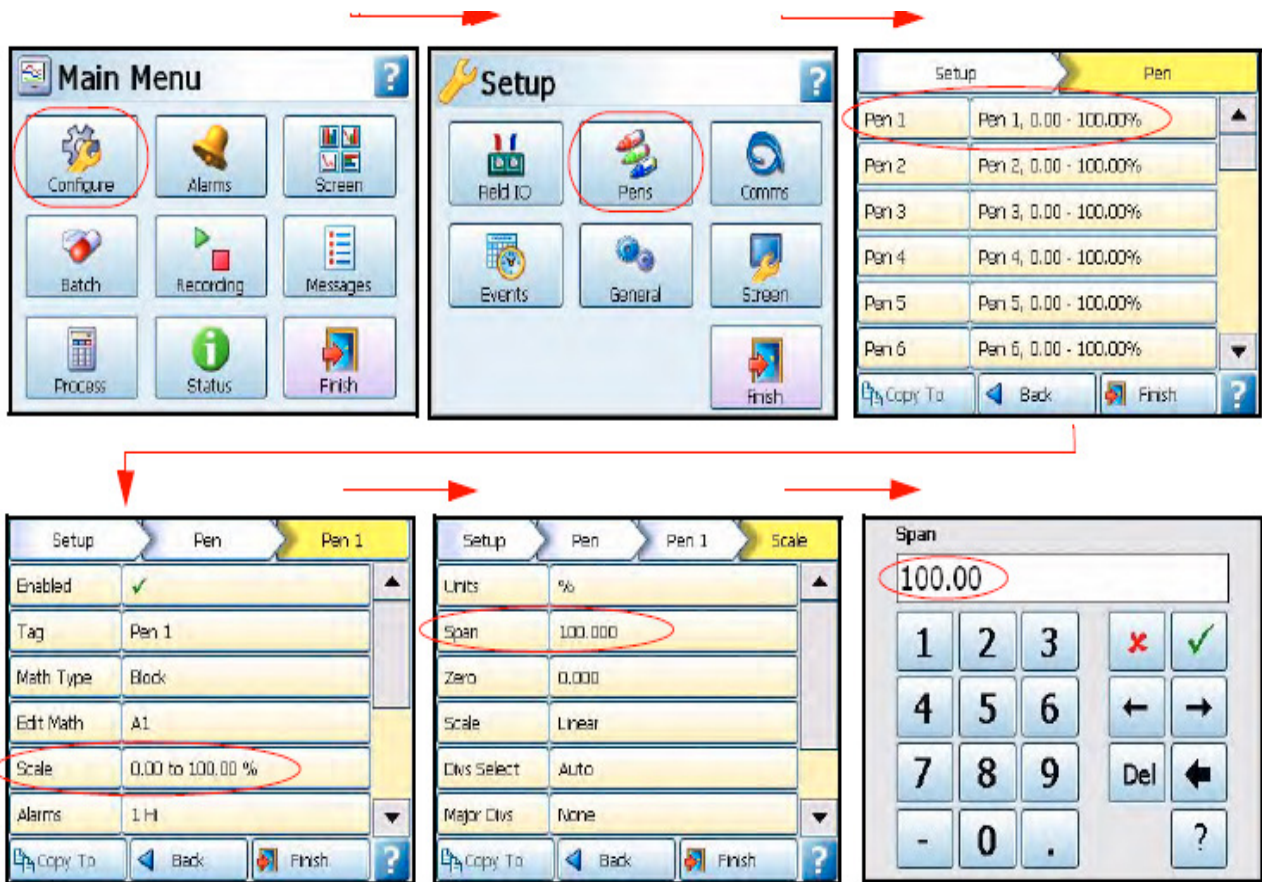 Main Menu ?
Configure Alarms Screen
Batch Recording Messages
Process Status Finish
Setup ?
Field IO Pens Comms
Events General Screen
Finish
Setup Pen
Pen 1 Pen 1, 0.00 - 100.00%
Pen 2 Pen 2, 0.00 - 100.00%
Pen 3 Pen 3, 0.00 - 100.00%
Pen 4 Pen 4, 0.00 - 100.00%
Pen 5 Pen 5, 0.00 - 100.00%
Pen 6 Pen 6, 0.00 - 100.00%
Copy To Back Finish ?
Setup Pen Pen 1
Enabled ✓
Tag Pen 1
Math Type Block
Edit Math A1
Scale 0.00 to 100.00 %
Alarms 1 Hi
Copy To Back Finish ?
Setup Pen Pen 1 Scale
Units %
Span 100.000
Zero 0.000
Scale Linear
Divs Select Auto
Major Divs None
Copy To Back Finish ?
Span
100.00
1 2 3
4 5 6
7 8 9 Del
- 0 . ?